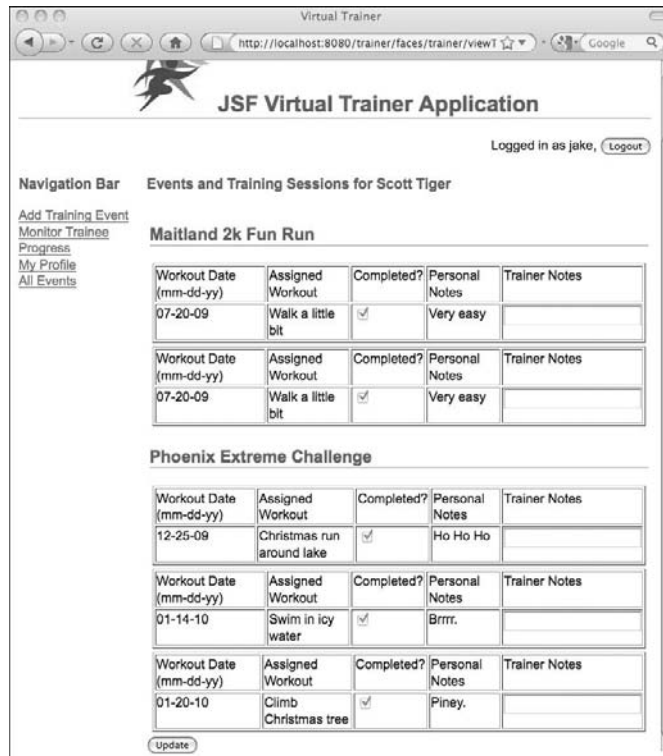 Virtual Trainer
http://localhost:8080/trainer/faces/trainer/viewT
Google
JSF Virtual Trainer Application
Logged in as jake, Logout
Navigation Bar
Add Training Event
Monitor Trainee
Progress
My Profile
All Events
Events and Training Sessions for Scott Tiger
Maitland 2k Fun Run
Workout Date Assigned Completed? Personal Trainer Notes
(mm-dd-yy) Workout Notes
07-20-09 Walk a little Very easy
bit
Workout Date Assigned Completed? Personal Trainer Notes
(mm-dd-yy) Workout Notes
07-20-09 Walk a little Very easy
bit
Phoenix Extreme Challenge
Workout Date Assigned Completed? Personal Trainer Notes
(mm-dd-yy) Workout Notes
12-25-09 Christmas run Ho Ho Ho
around lake
Workout Date Assigned Completed? Personal Trainer Notes
(mm-dd-yy) Workout Notes
01-14-10 Swim in icy Brrrr.
water
Workout Date Assigned Completed? Personal Trainer Notes
(mm-dd-yy) Workout Notes
01-20-10 Climb Piney.
Christmas tree
Update